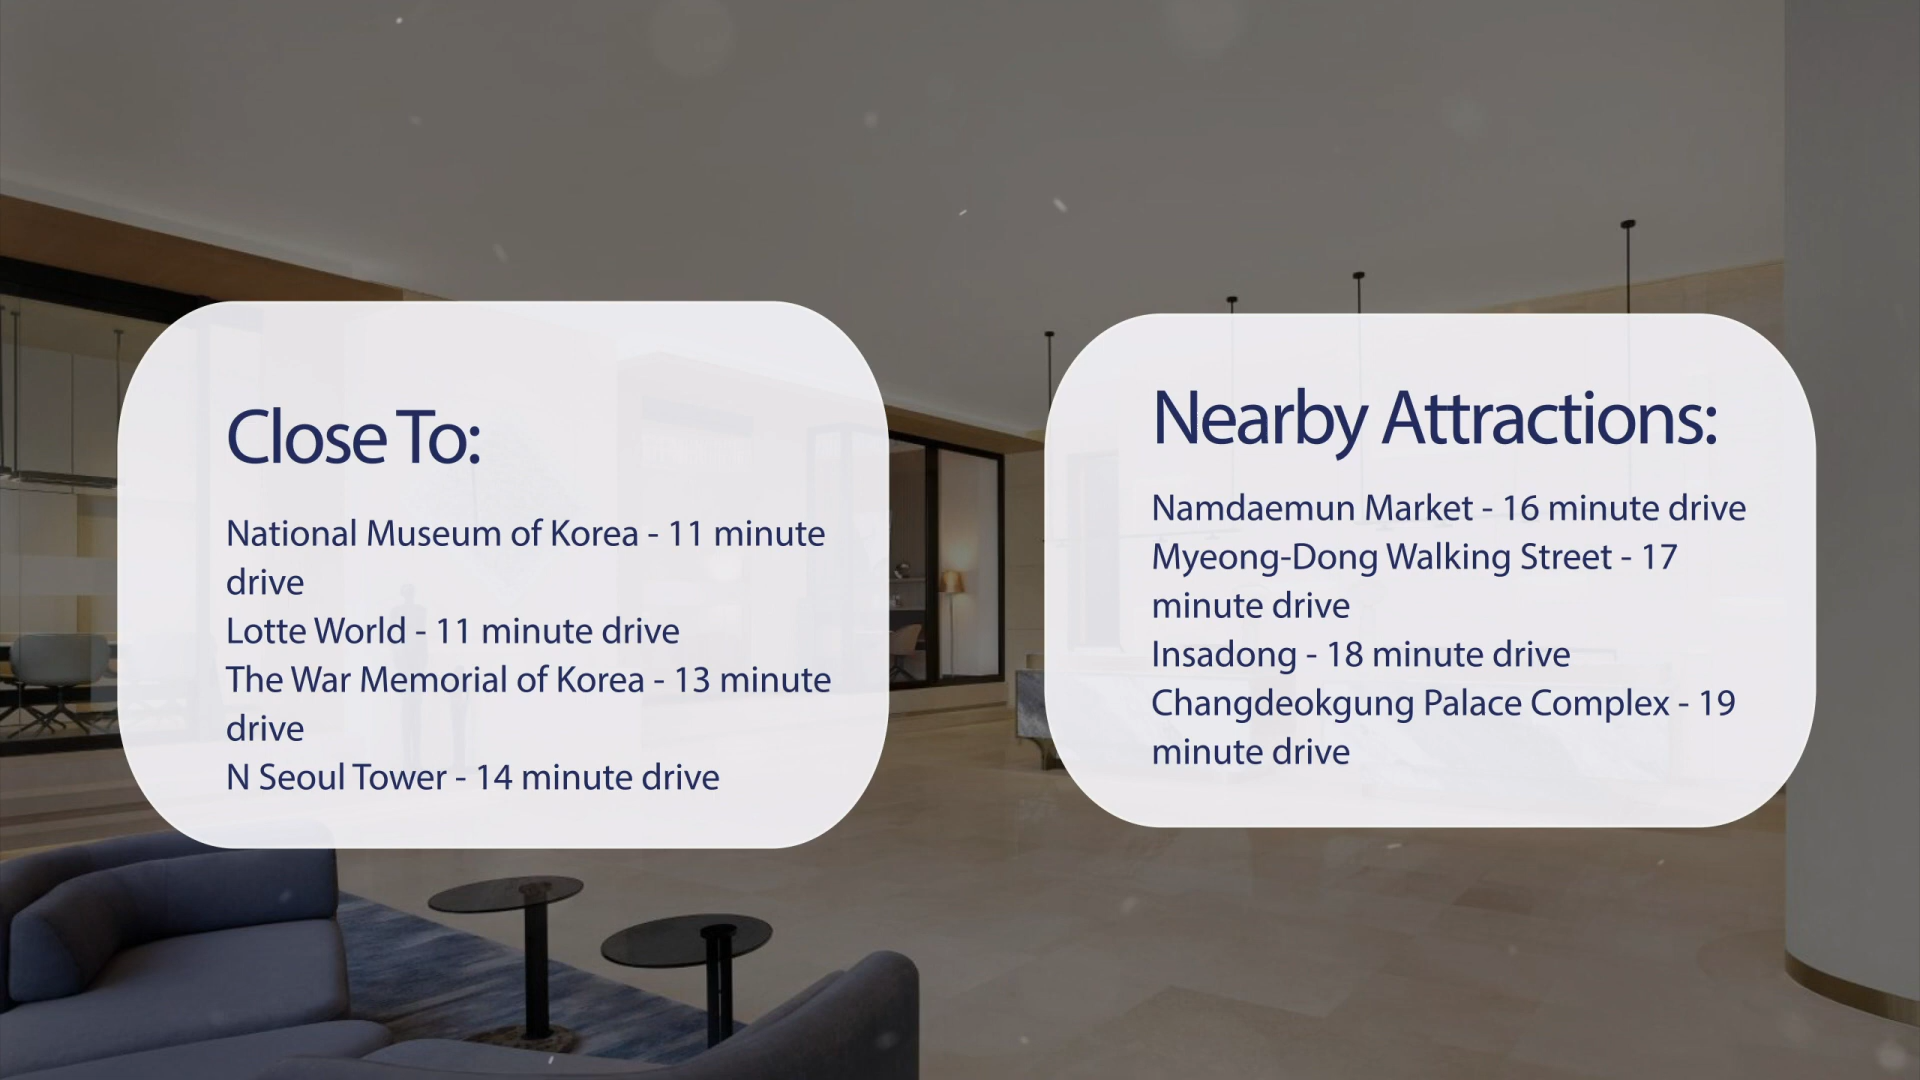 Close To:
National Museum of Korea - 11 minute
drive
Lotte World - 11 minute drive
The War Memorial of Korea - 13 minute
drive
N Seoul Tower - 14 minute drive
Nearby Attractions:
Namdaemun Market - 16 minute drive
Myeong-Dong Walking Street - 17
minute drive
Insadong - 18 minute drive
Changdeokgung Palace Complex - 19
minute drive